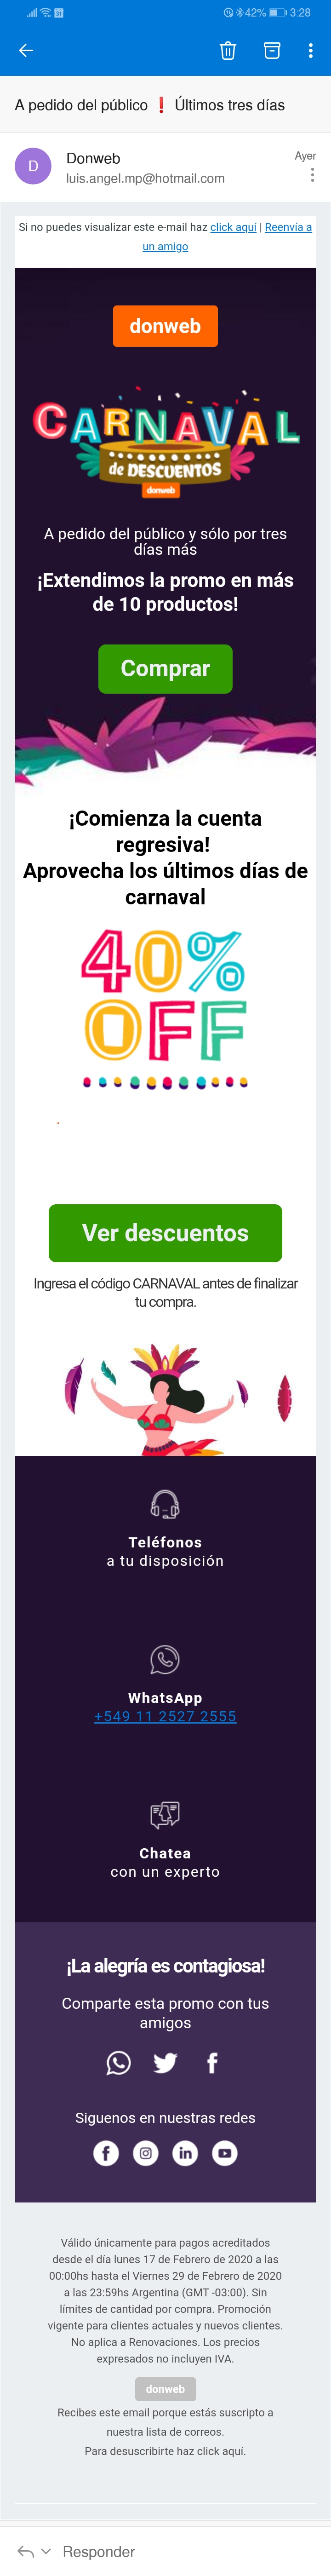 42% 3:28
A pedido del público ❗ Últimos tres días
D
Donweb
Ayer
luis.angel.mp@hotmail.com
Si no puedes visualizar este e-mail haz click aquí | Reenvía a
un amigo
donweb
CARNAVAL
de DESCUENTOS
donweb
A pedido del público y sólo por tres
días más
¡Extendimos la promo en más
de 10 productos!
Comprar
¡Comienza la cuenta
regresiva!
Aprovecha los últimos días de
carnaval
40%
OFF
Ver descuentos
Ingresa el código CARNAVAL antes de finalizar
tu compra.
Teléfonos
a tu disposición
WhatsApp
+549 11 2527 2555
Chatea
con un experto
¡La alegría es contagiosa!
Comparte esta promo con tus
amigos
Siguenos en nuestras redes
Válido únicamente para pagos acreditados
desde el día lunes 17 de Febrero de 2020 a las
00:00hs hasta el Viernes 29 de Febrero de 2020
a las 23:59hs Argentina (GMT -03:00). Sin
límites de cantidad por compra. Promoción
vigente para clientes actuales y nuevos clientes.
No aplica a Renovaciones. Los precios
expresados no incluyen IVA.
donweb
Recibes este email porque estás suscripto a
nuestra lista de correos.
Para desuscribirte haz click aquí.
Responder